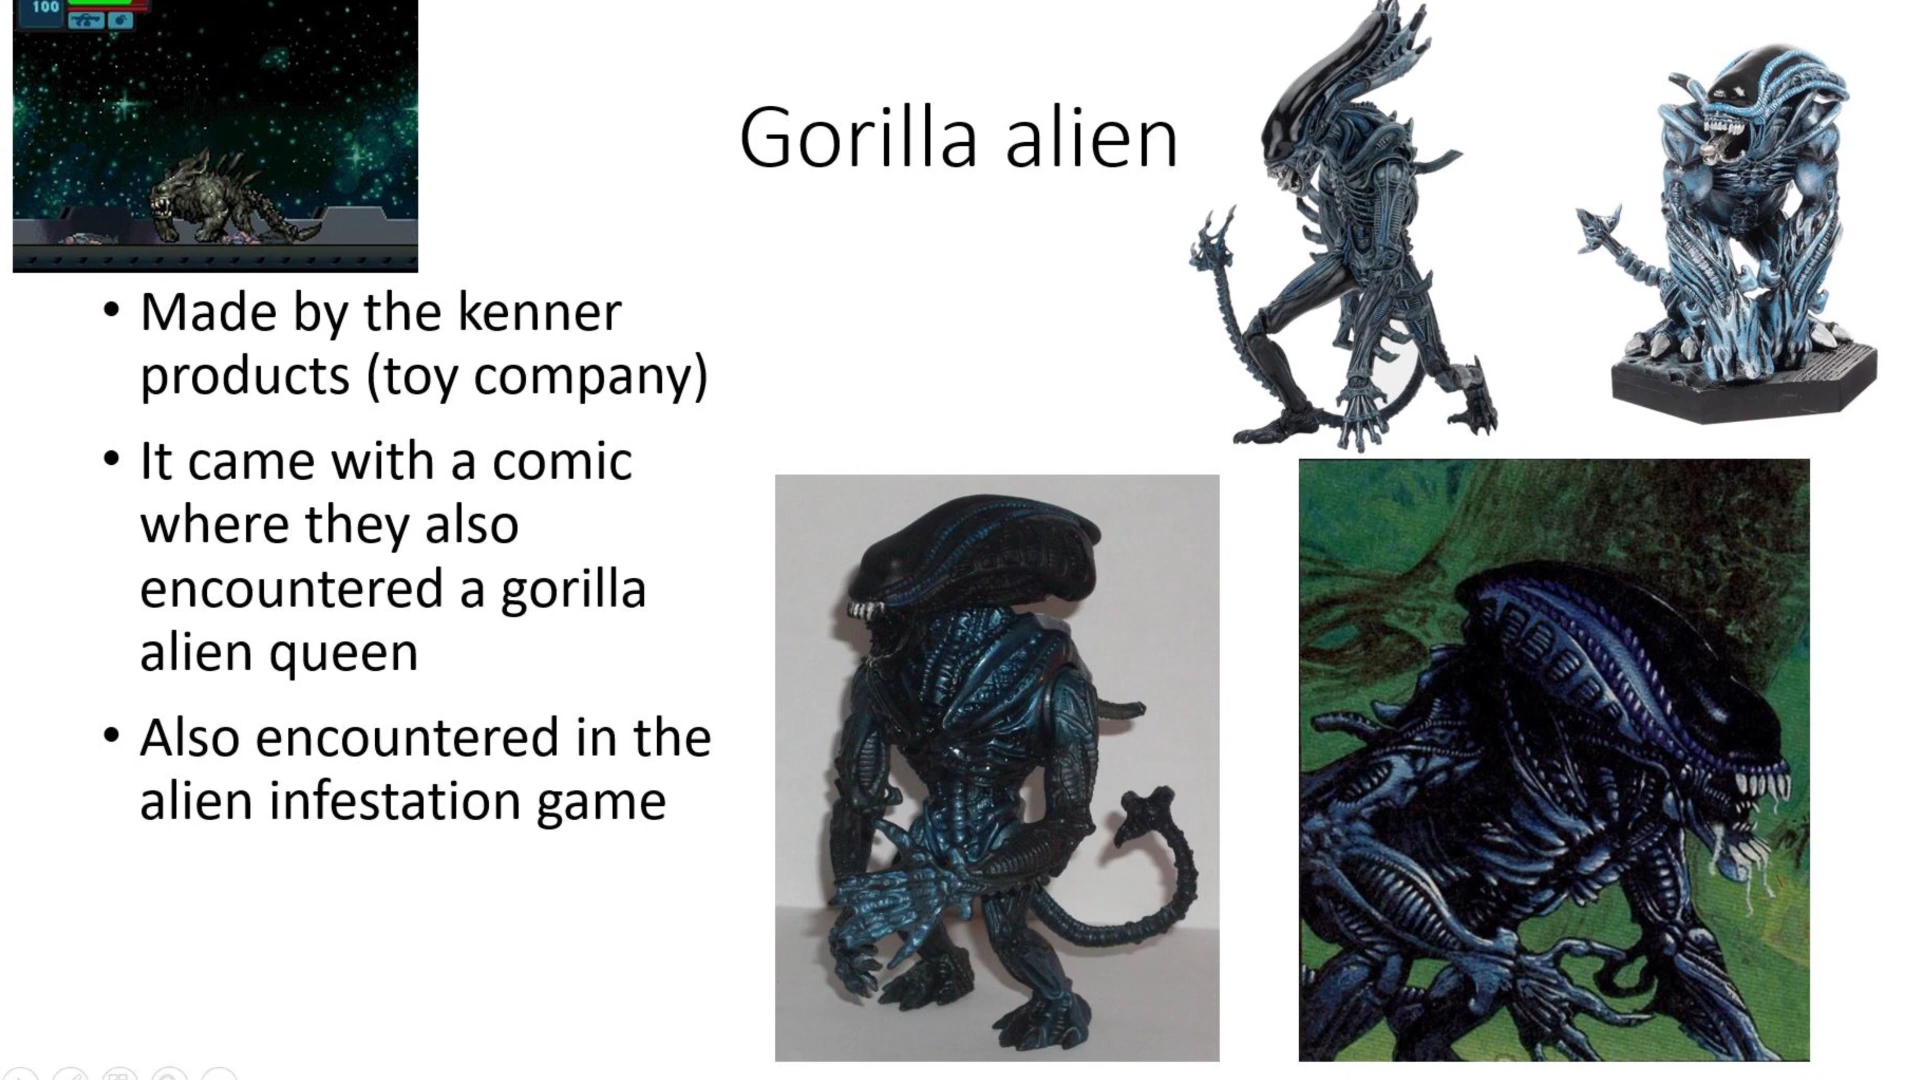 100
Gorilla alien
• Made by the kenner
products (toy company)
• It came with a comic
where they also
encountered a gorilla
alien queen
• Also encountered in the
alien infestation game